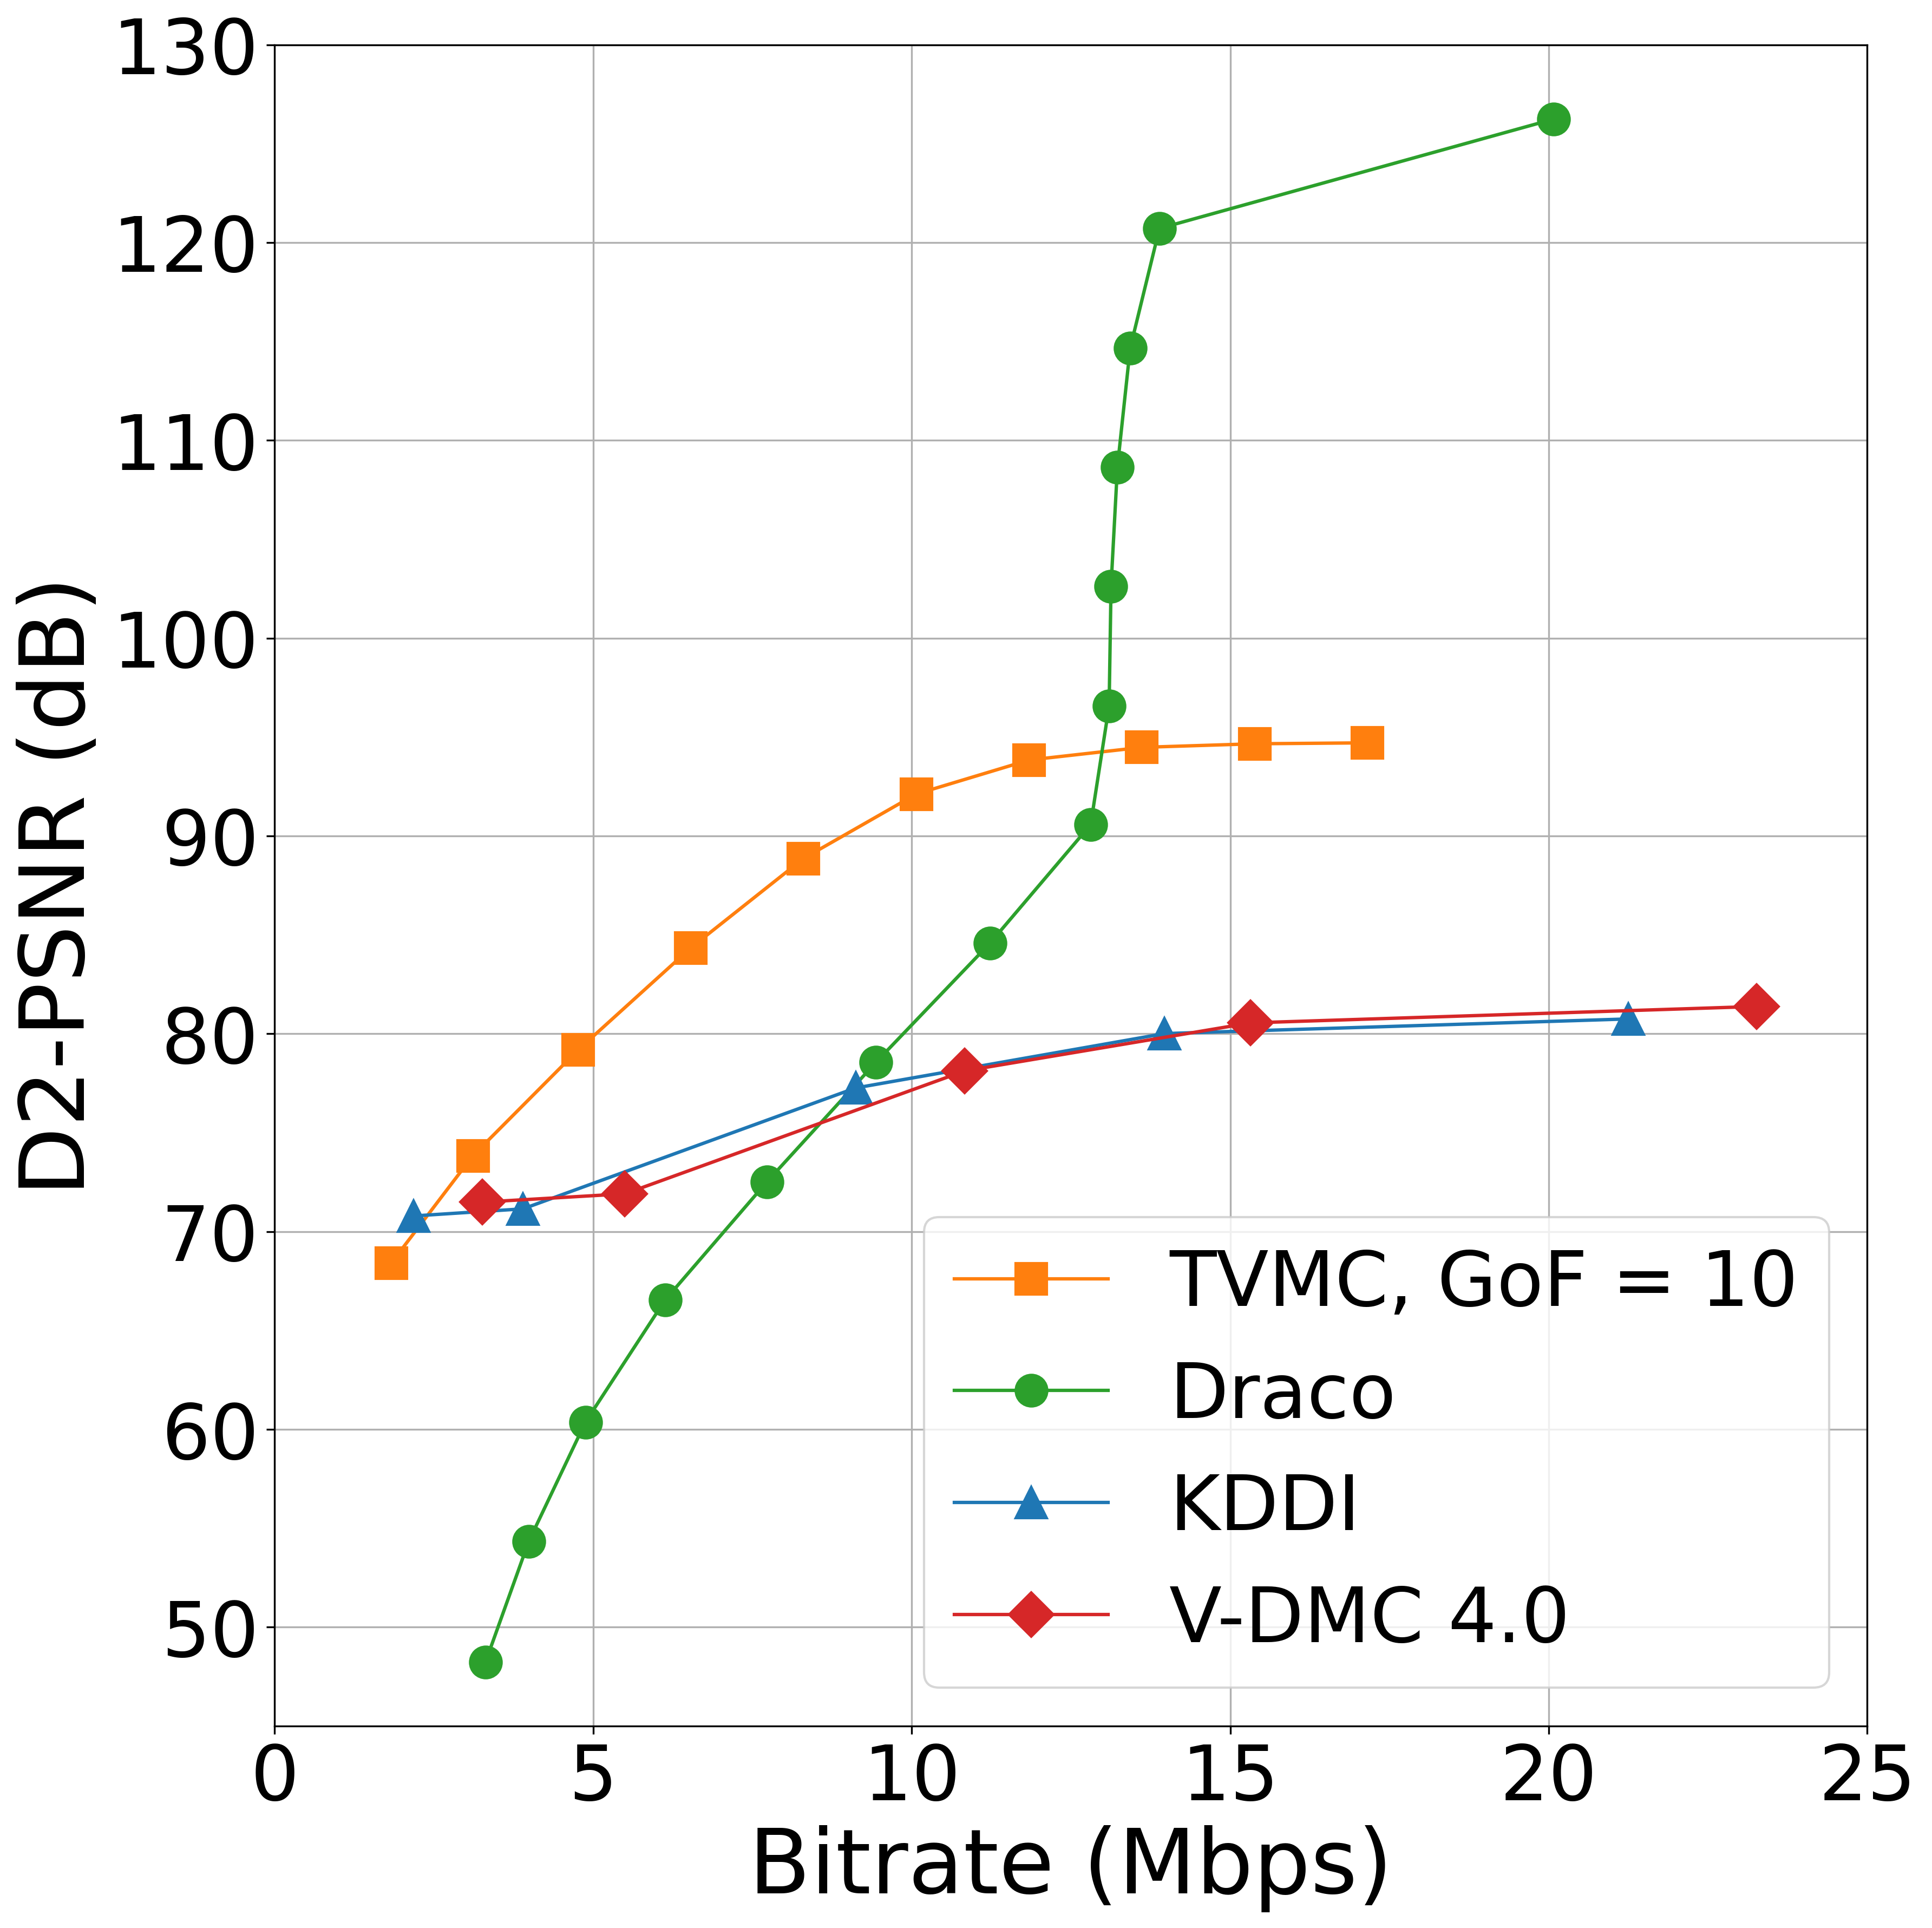 130
120
110
100
90
80
70
60
50
D2-PSNR (dB)
TVMC, GoF = 10
Draco
KDDI
V-DMC 4.0
0 5 10 15 20 25
Bitrate (Mbps)